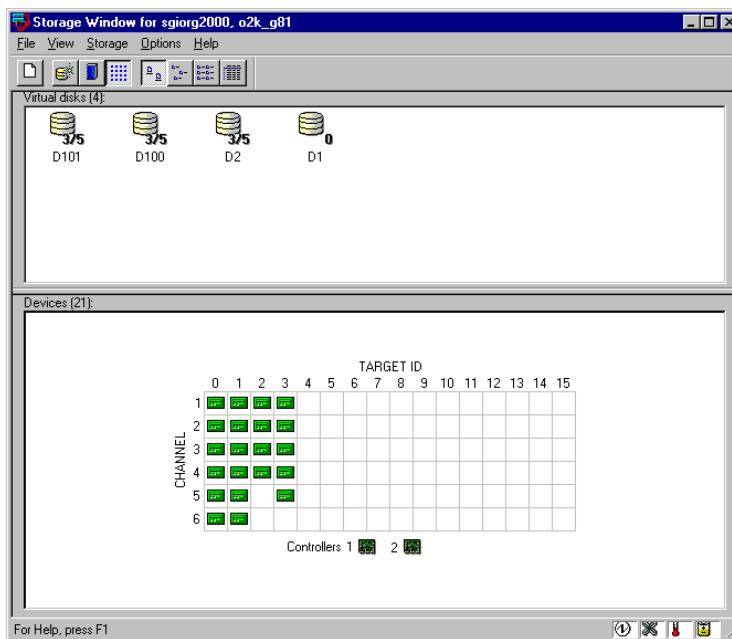 Storage Window for sgiorg2000, o2k_g81
File View Storage Options Help
Virtual disks (4):
3/5 3/5 3/5 0
D101 D100 D2 D1
Devices (21):
TARGET ID
0 1 2 3 4 5 6 7 8 9 10 11 12 13 14 15
CHANNEL
1
2
3
4
5
6
Controllers 1 2
For Help, press F1